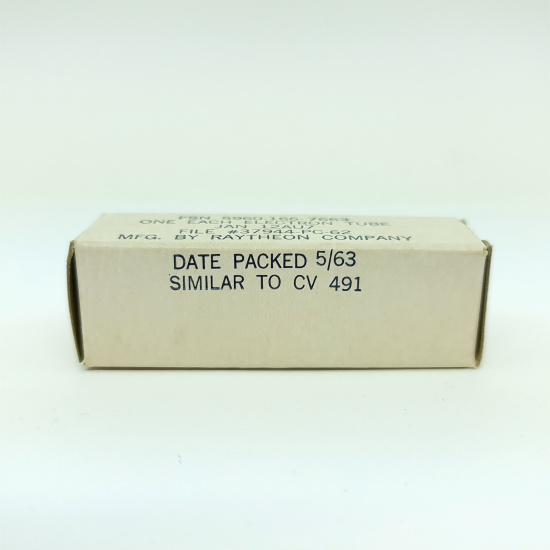 FSN 5960-166-7663
ONE EACH ELECTRON TUBE
JAN 12AU7
FILE #37944-PC-62
MFG. BY RAYTHEON COMPANY
DATE PACKED 5/63
SIMILAR TO CV 491